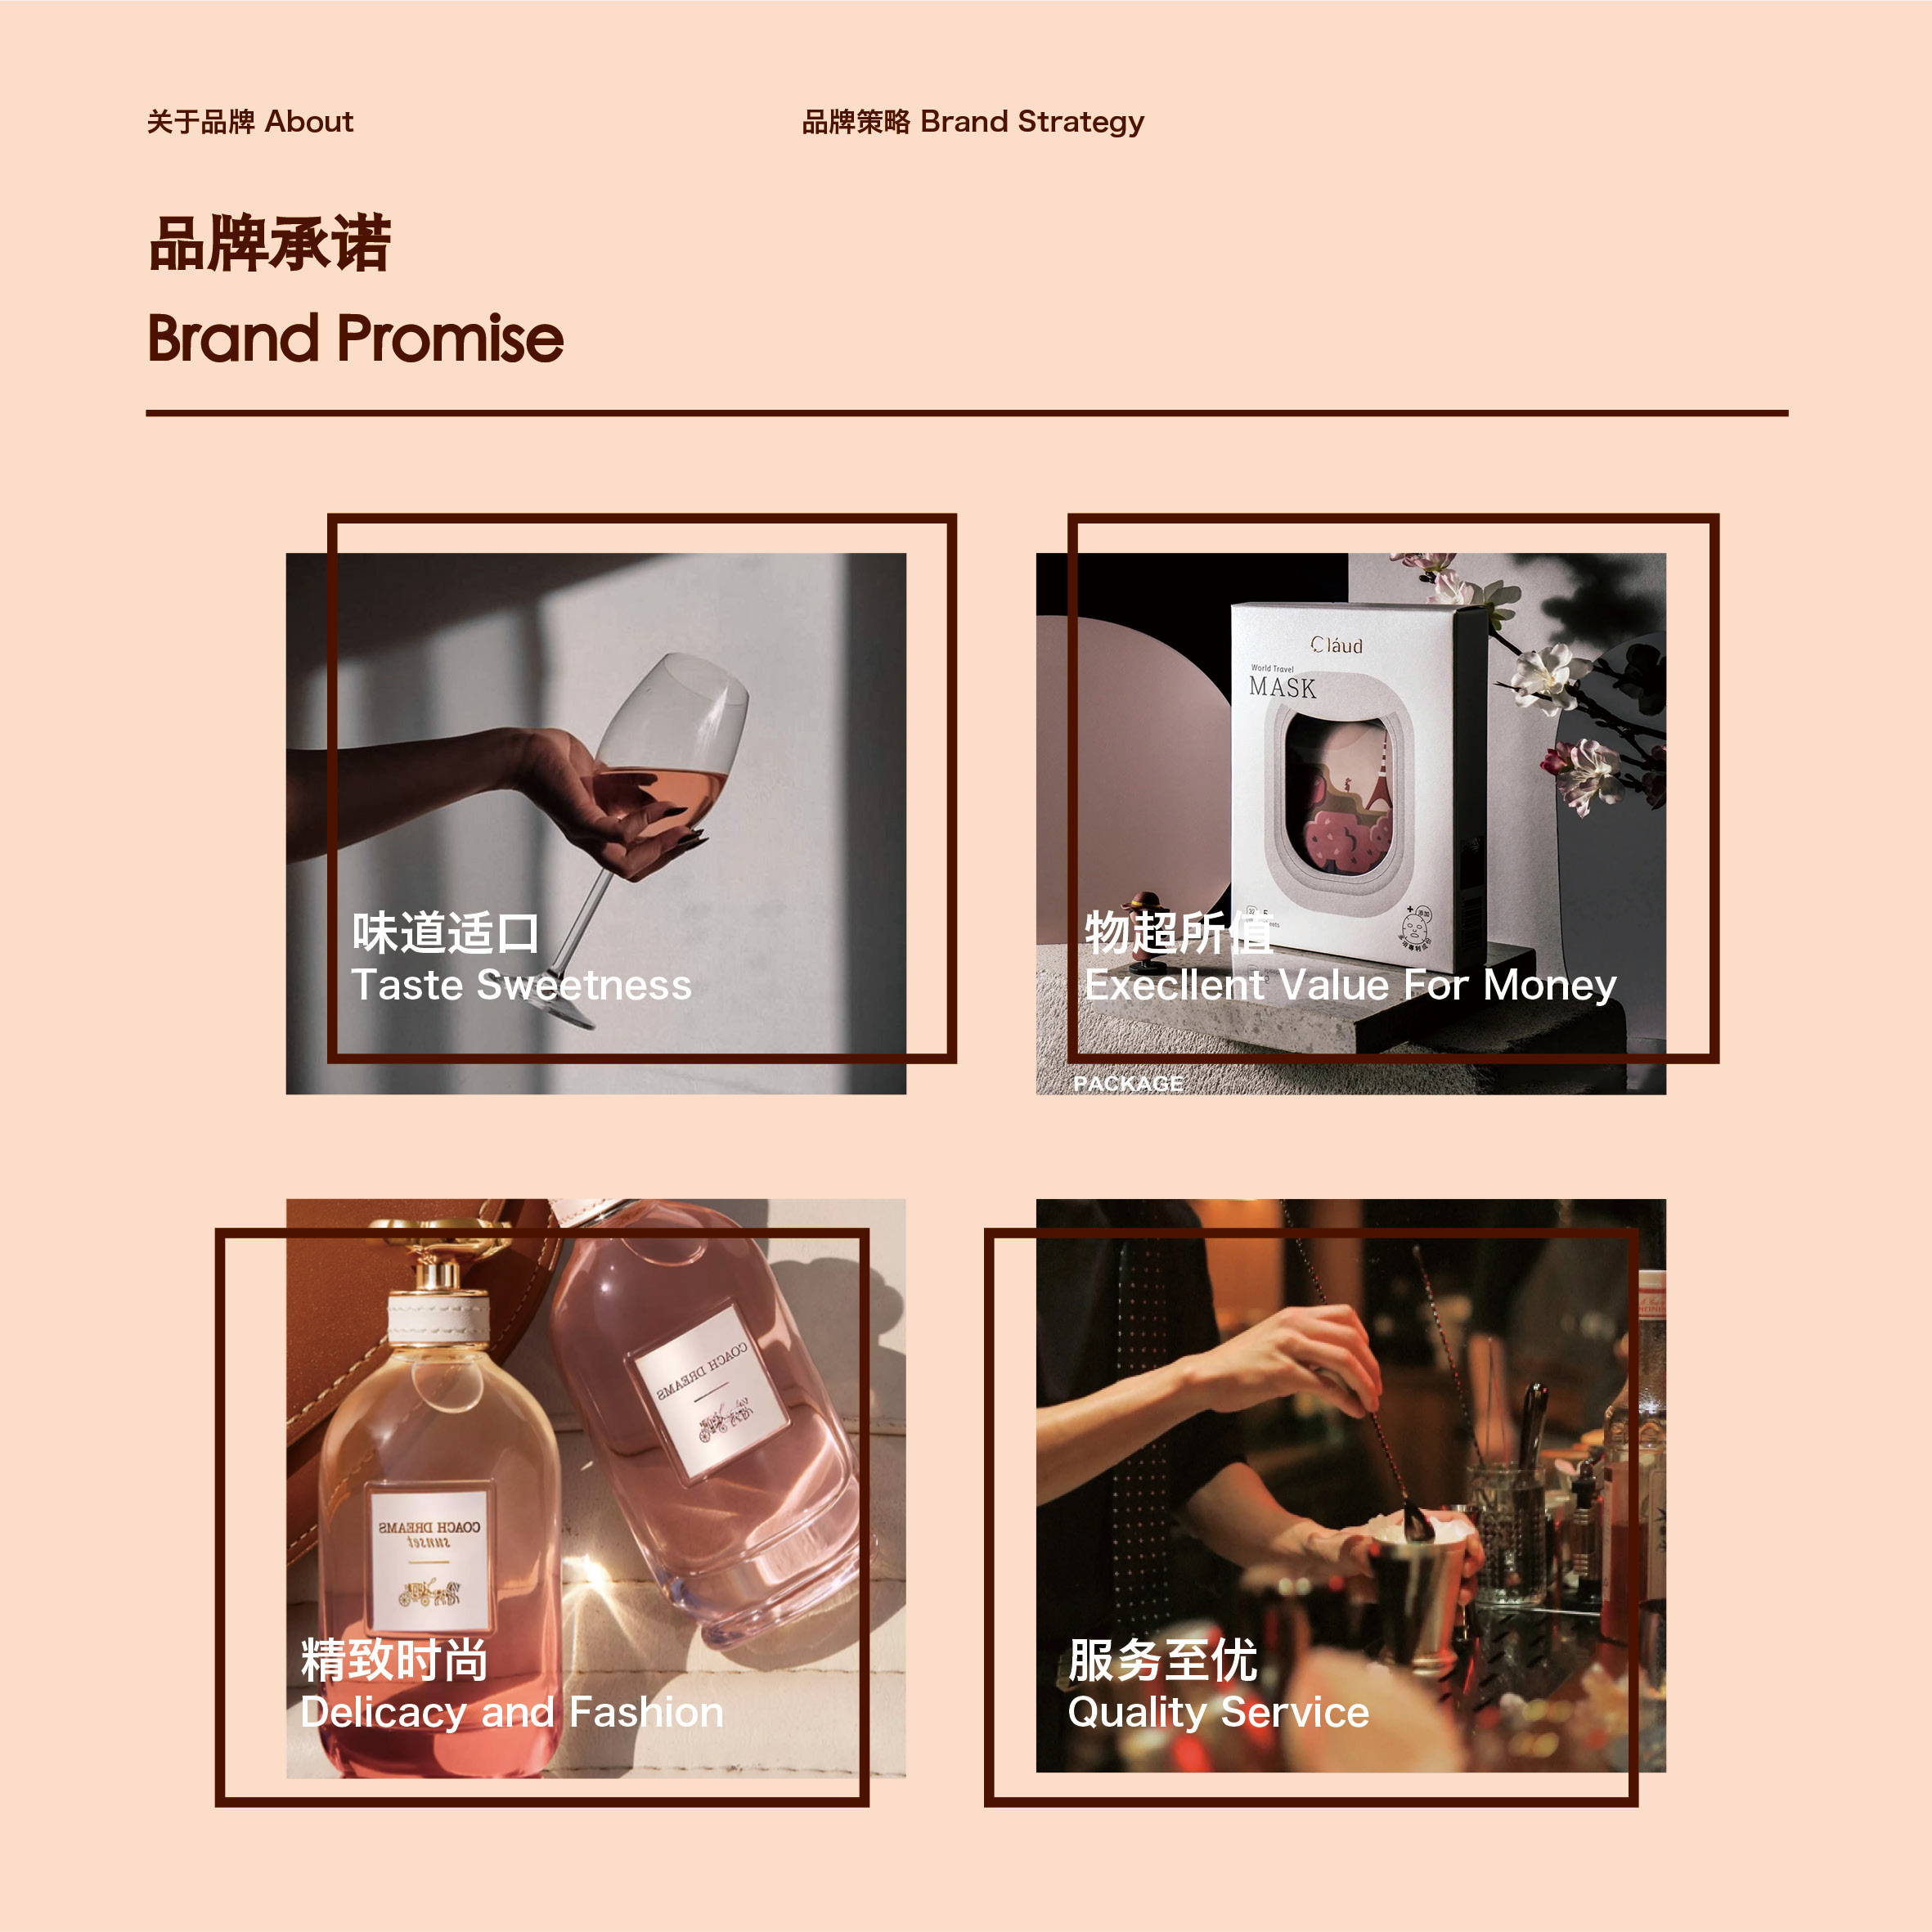 关于品牌 About
品牌策略 Brand Strategy
品牌承诺
Brand Promise
味道适口
Taste Sweetness
Cláud
World Travel
MASK
物超所值
Execllent Value For Money
PACKAGE
COACH DREAMS
COACH DREAMS
sunset
精致时尚
Delicacy and Fashion
服务至优
Quality Service